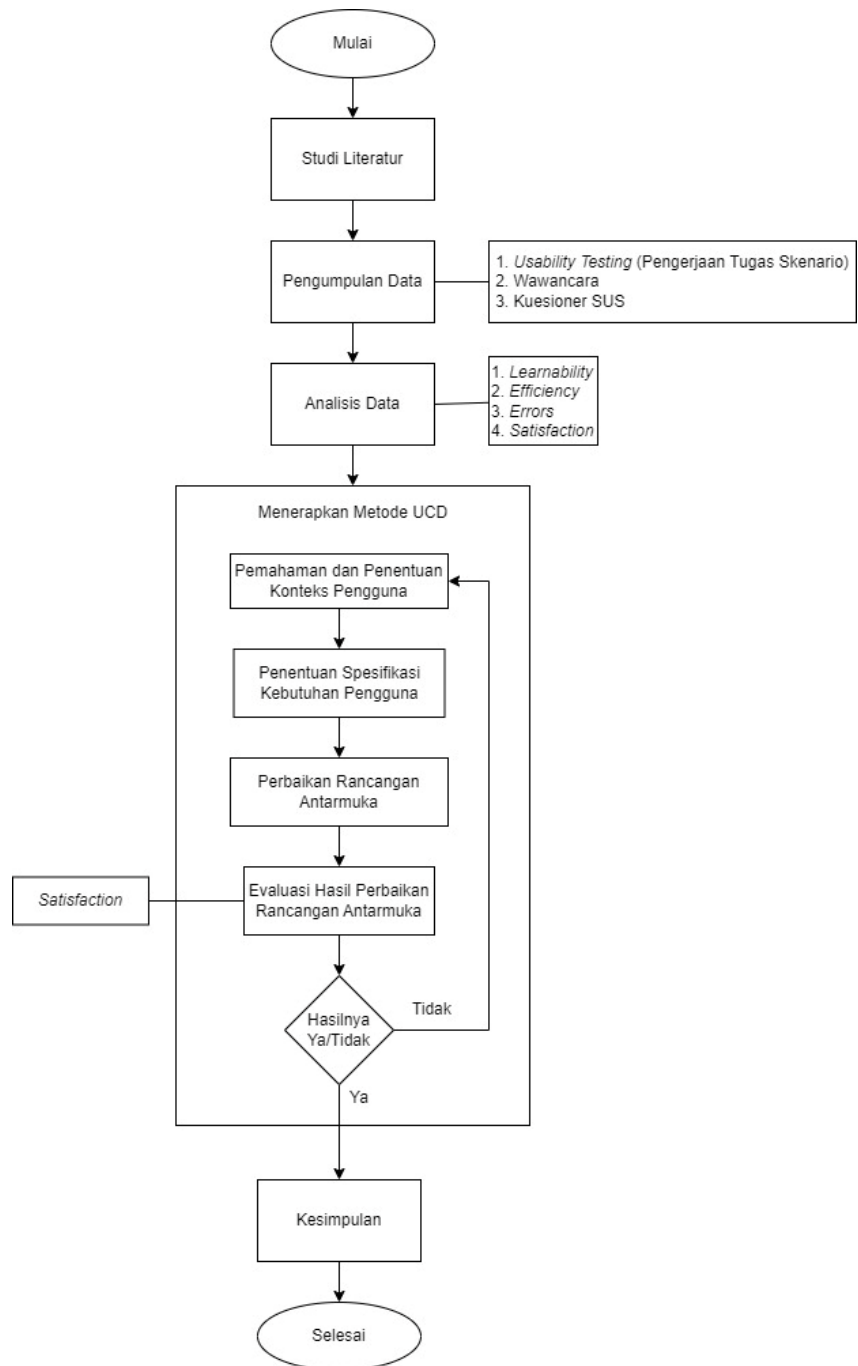 Mulai
Studi Literatur
Pengumpulan Data
1. Usability Testing (Pengerjaan Tugas Skenario)
2. Wawancara
3. Kuesioner SUS
Analisis Data
1. Learnability
2. Efficiency
3. Errors
4. Satisfaction
Menerapkan Metode UCD
Pemahaman dan Penentuan
Konteks Pengguna
Penentuan Spesifikasi
Kebutuhan Pengguna
Perbaikan Rancangan
Antarmuka
Satisfaction
Evaluasi Hasil Perbaikan
Rancangan Antarmuka
Hasilnya
Ya/Tidak
Tidak
Ya
Kesimpulan
Selesai